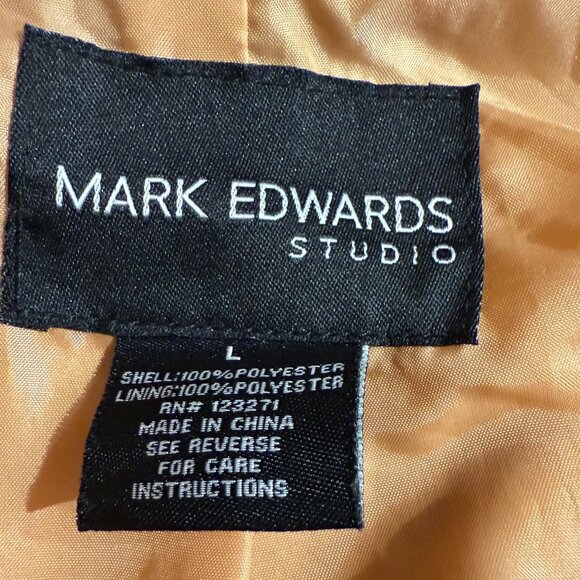 MARK EDWARDS
STUDIO
L
SHELL:100%POLYESTER
LINING:100%POLYESTER
RN# 123271
MADE IN CHINA
SEE REVERSE
FOR CARE
INSTRUCTIONS